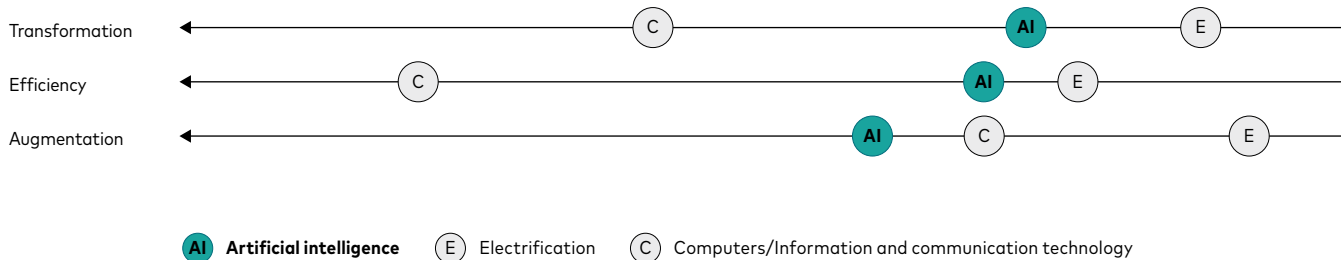 Transformation C AI E
Efficiency C AI E
Augmentation AI C E
AI Artificial intelligence E Electrification C Computers/Information and communication technology